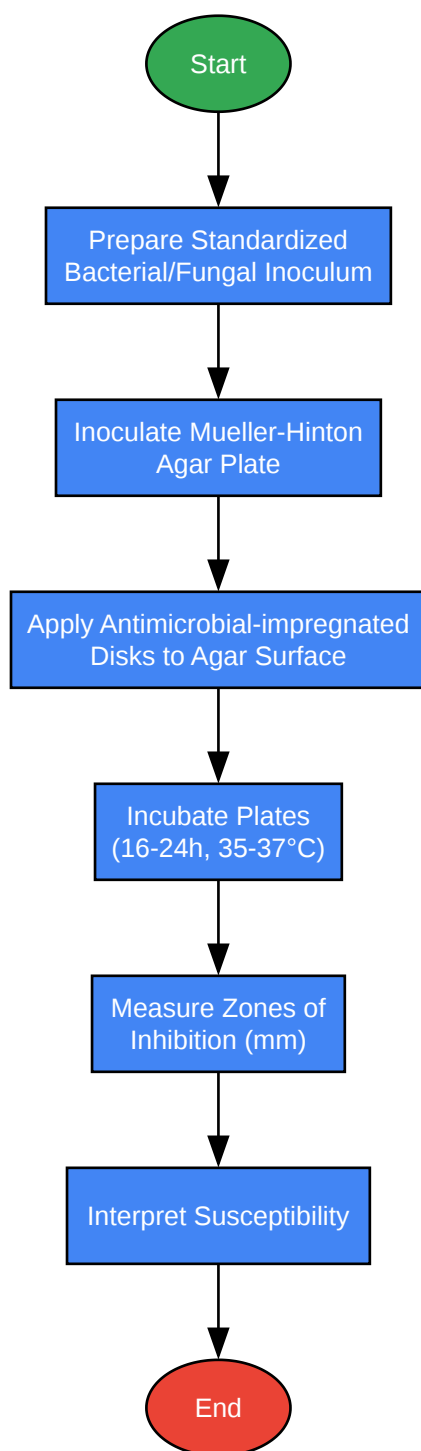 Start
Prepare Standardized
Bacterial/Fungal Inoculum
Inoculate Mueller-Hinton
Agar Plate
Apply Antimicrobial-impregnated
Disks to Agar Surface
Incubate Plates
(16-24h, 35-37°C)
Measure Zones of
Inhibition (mm)
Interpret Susceptibility
End